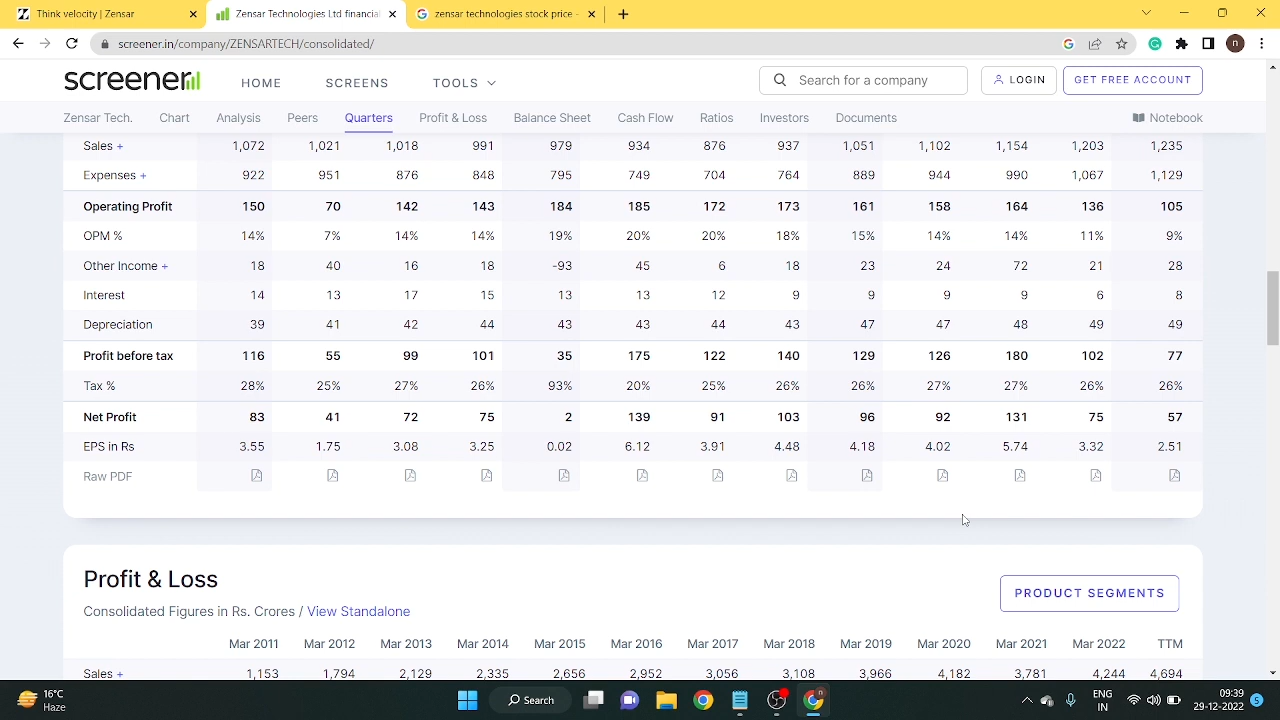 Think velocity | Zensar
Zensar Technologies Ltd financial
zensar technologies stock price -
screener.in/company/ZENSARTECH/consolidated/
n
screener
HOME SCREENS TOOLS
Search for a company
LOGIN
GET FREE ACCOUNT
Zensar Tech. Chart Analysis Peers Quarters Profit & Loss Balance Sheet Cash Flow Ratios Investors Documents Notebook
Sales + 1,072 1,021 1,018 991 979 934 876 937 1,051 1,102 1,154 1,203 1,235
Expenses + 922 951 876 848 795 749 704 764 889 944 990 1,067 1,129
Operating Profit 150 70 142 143 184 185 172 173 161 158 164 136 105
OPM % 14% 7% 14% 14% 19% 20% 20% 18% 15% 14% 14% 11% 9%
Other Income + 18 40 16 18 -93 45 6 18 23 24 72 21 28
Interest 14 13 17 15 13 13 12 9 9 9 9 6 8
Depreciation 39 41 42 44 43 43 44 43 47 47 48 49 49
Profit before tax 116 55 99 101 35 175 122 140 129 126 180 102 77
Tax % 28% 25% 27% 26% 93% 20% 25% 26% 26% 27% 27% 26% 26%
Net Profit 83 41 72 75 2 139 91 103 96 92 131 75 57
EPS in Rs 3.55 1.75 3.08 3.25 0.02 6.12 3.91 4.48 4.18 4.02 5.74 3.32 2.51
Raw PDF
Profit & Loss
PRODUCT SEGMENTS
Consolidated Figures in Rs. Crores / View Standalone
Mar 2011 Mar 2012 Mar 2013 Mar 2014 Mar 2015 Mar 2016 Mar 2017 Mar 2018 Mar 2019 Mar 2020 Mar 2021 Mar 2022 TTM
Sales + 1,153 1,794 2,129 2,335 2,656 2,952 3,056 3,108 3,966 4,182 3,781 4,244 4,694
16°C
Haze
Search
ENG
IN
09:39
29-12-2022
5